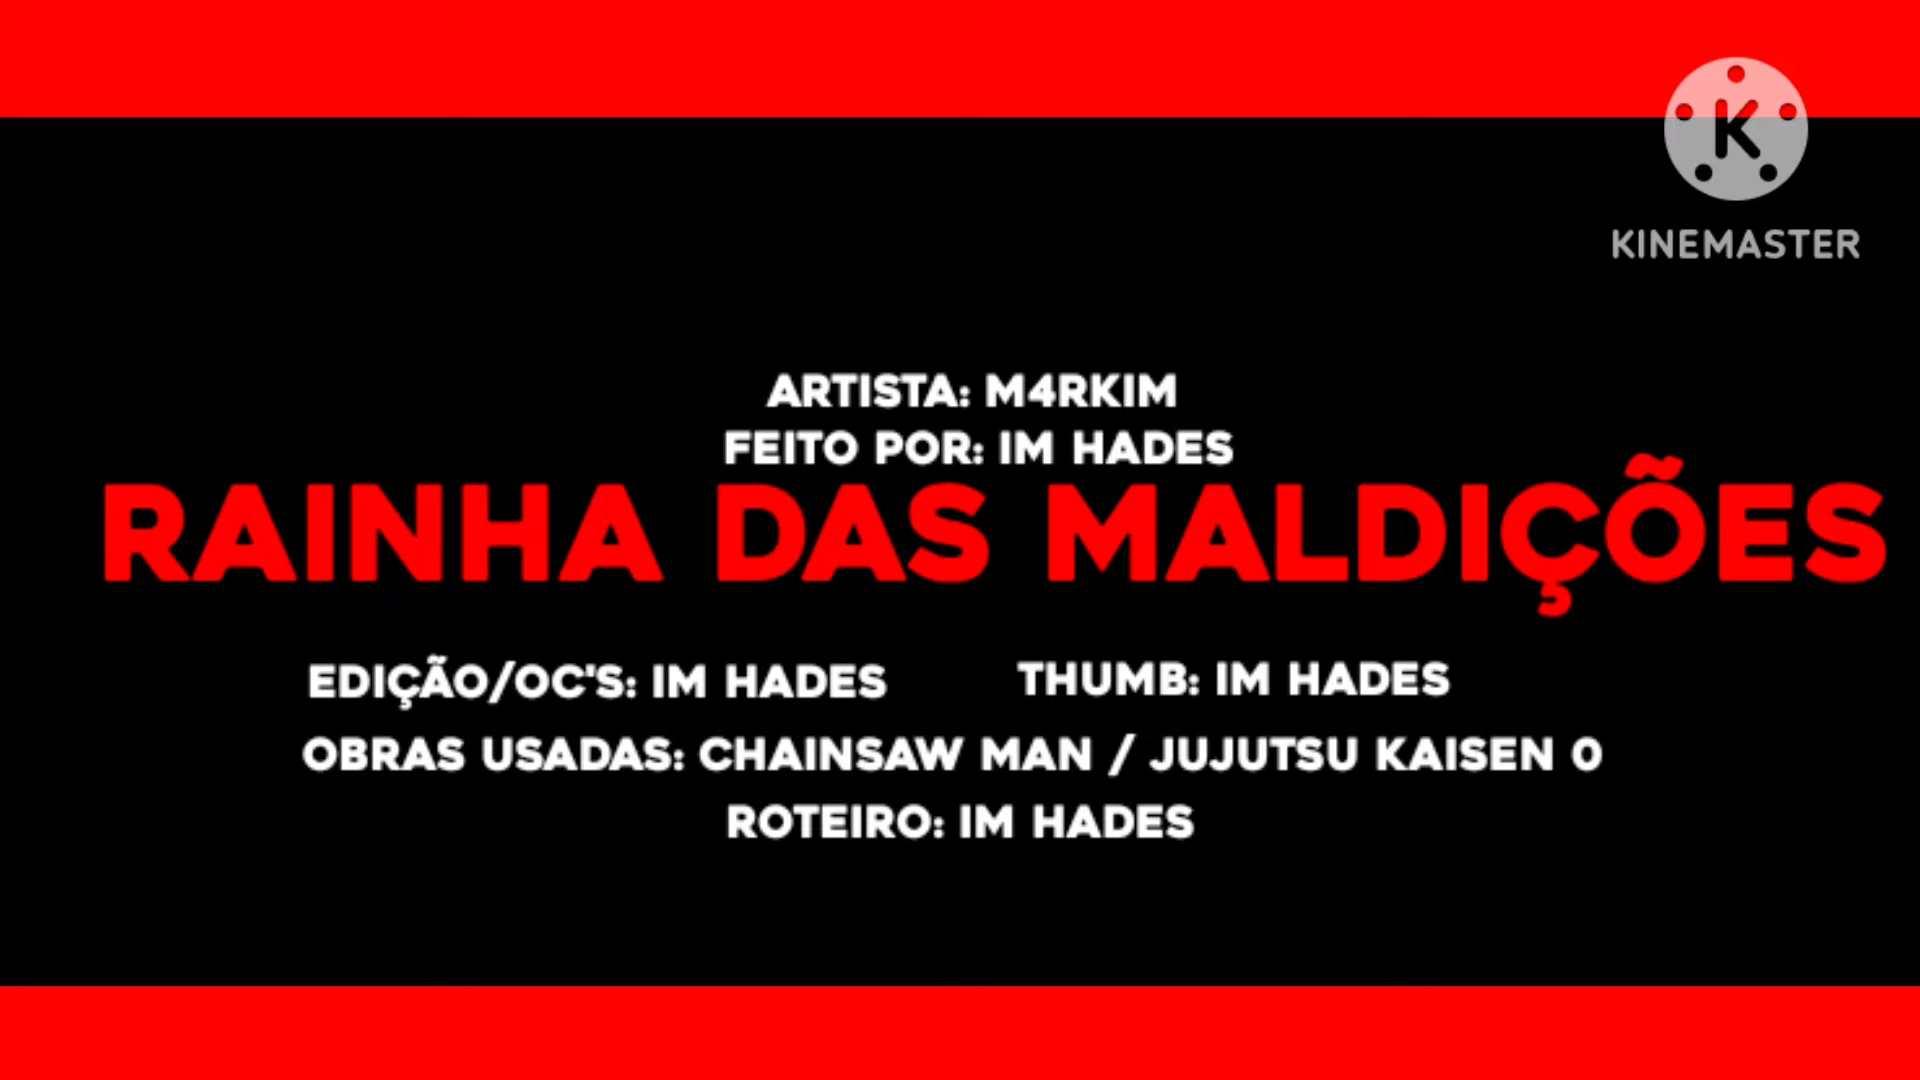 K
KINEMASTER
ARTISTA: M4RKIM
FEITO POR: IM HADES
RAINHA DAS MALDIÇÕES
EDIÇÃO/OC'S: IM HADES
THUMB: IM HADES
OBRAS USADAS: CHAINSAW MAN / JUJUTSU KAISEN 0
ROTEIRO: IM HADES